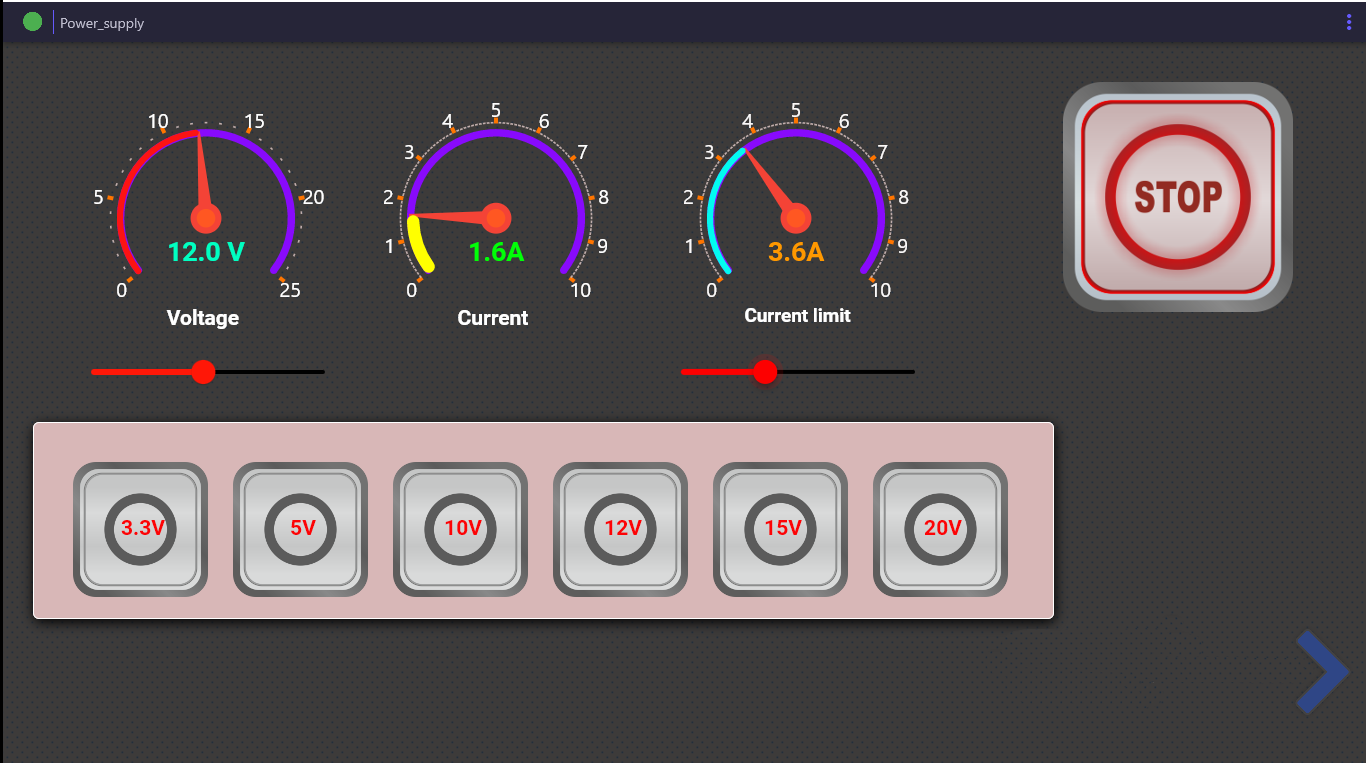 Power_supply
0 5 10 15 20 25
12.0 V
Voltage
0 1 2 3 4 5 6 7 8 9 10
1.6A
Current
0 1 2 3 4 5 6 7 8 9 10
3.6A
Current limit
STOP
3.3V 5V 10V 12V 15V 20V